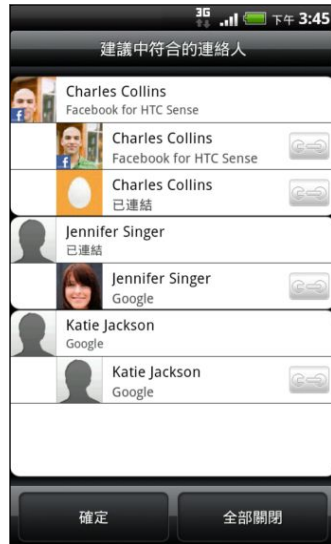 3G 下午 3:45
建議中符合的連絡人
Charles Collins
Facebook for HTC Sense
Charles Collins
Facebook for HTC Sense
Charles Collins
已連結
Jennifer Singer
已連結
Jennifer Singer
Google
Katie Jackson
Google
Katie Jackson
Google
確定 全部關閉